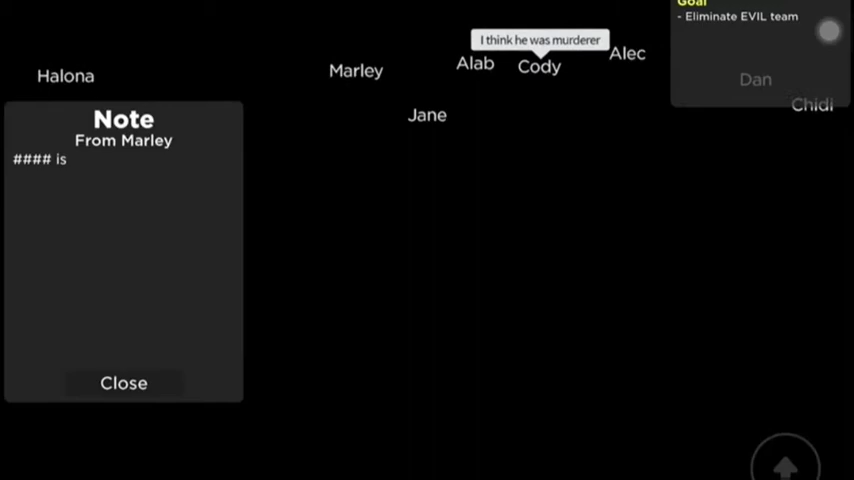 Goal
- Eliminate EVIL team
I think he was murderer
Halona
Marley
Alab
Cody
Alec
Dan
Chidi
Jane
Note
From Marley
#### is
Close